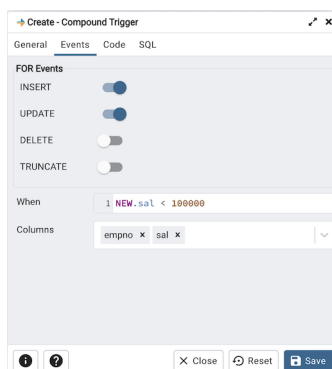 Create - Compound Trigger
General Events Code SQL
FOR Events
INSERT
UPDATE
DELETE
TRUNCATE
When
1 NEW.sal < 100000
Columns
empno × sal ×
Close Reset Save